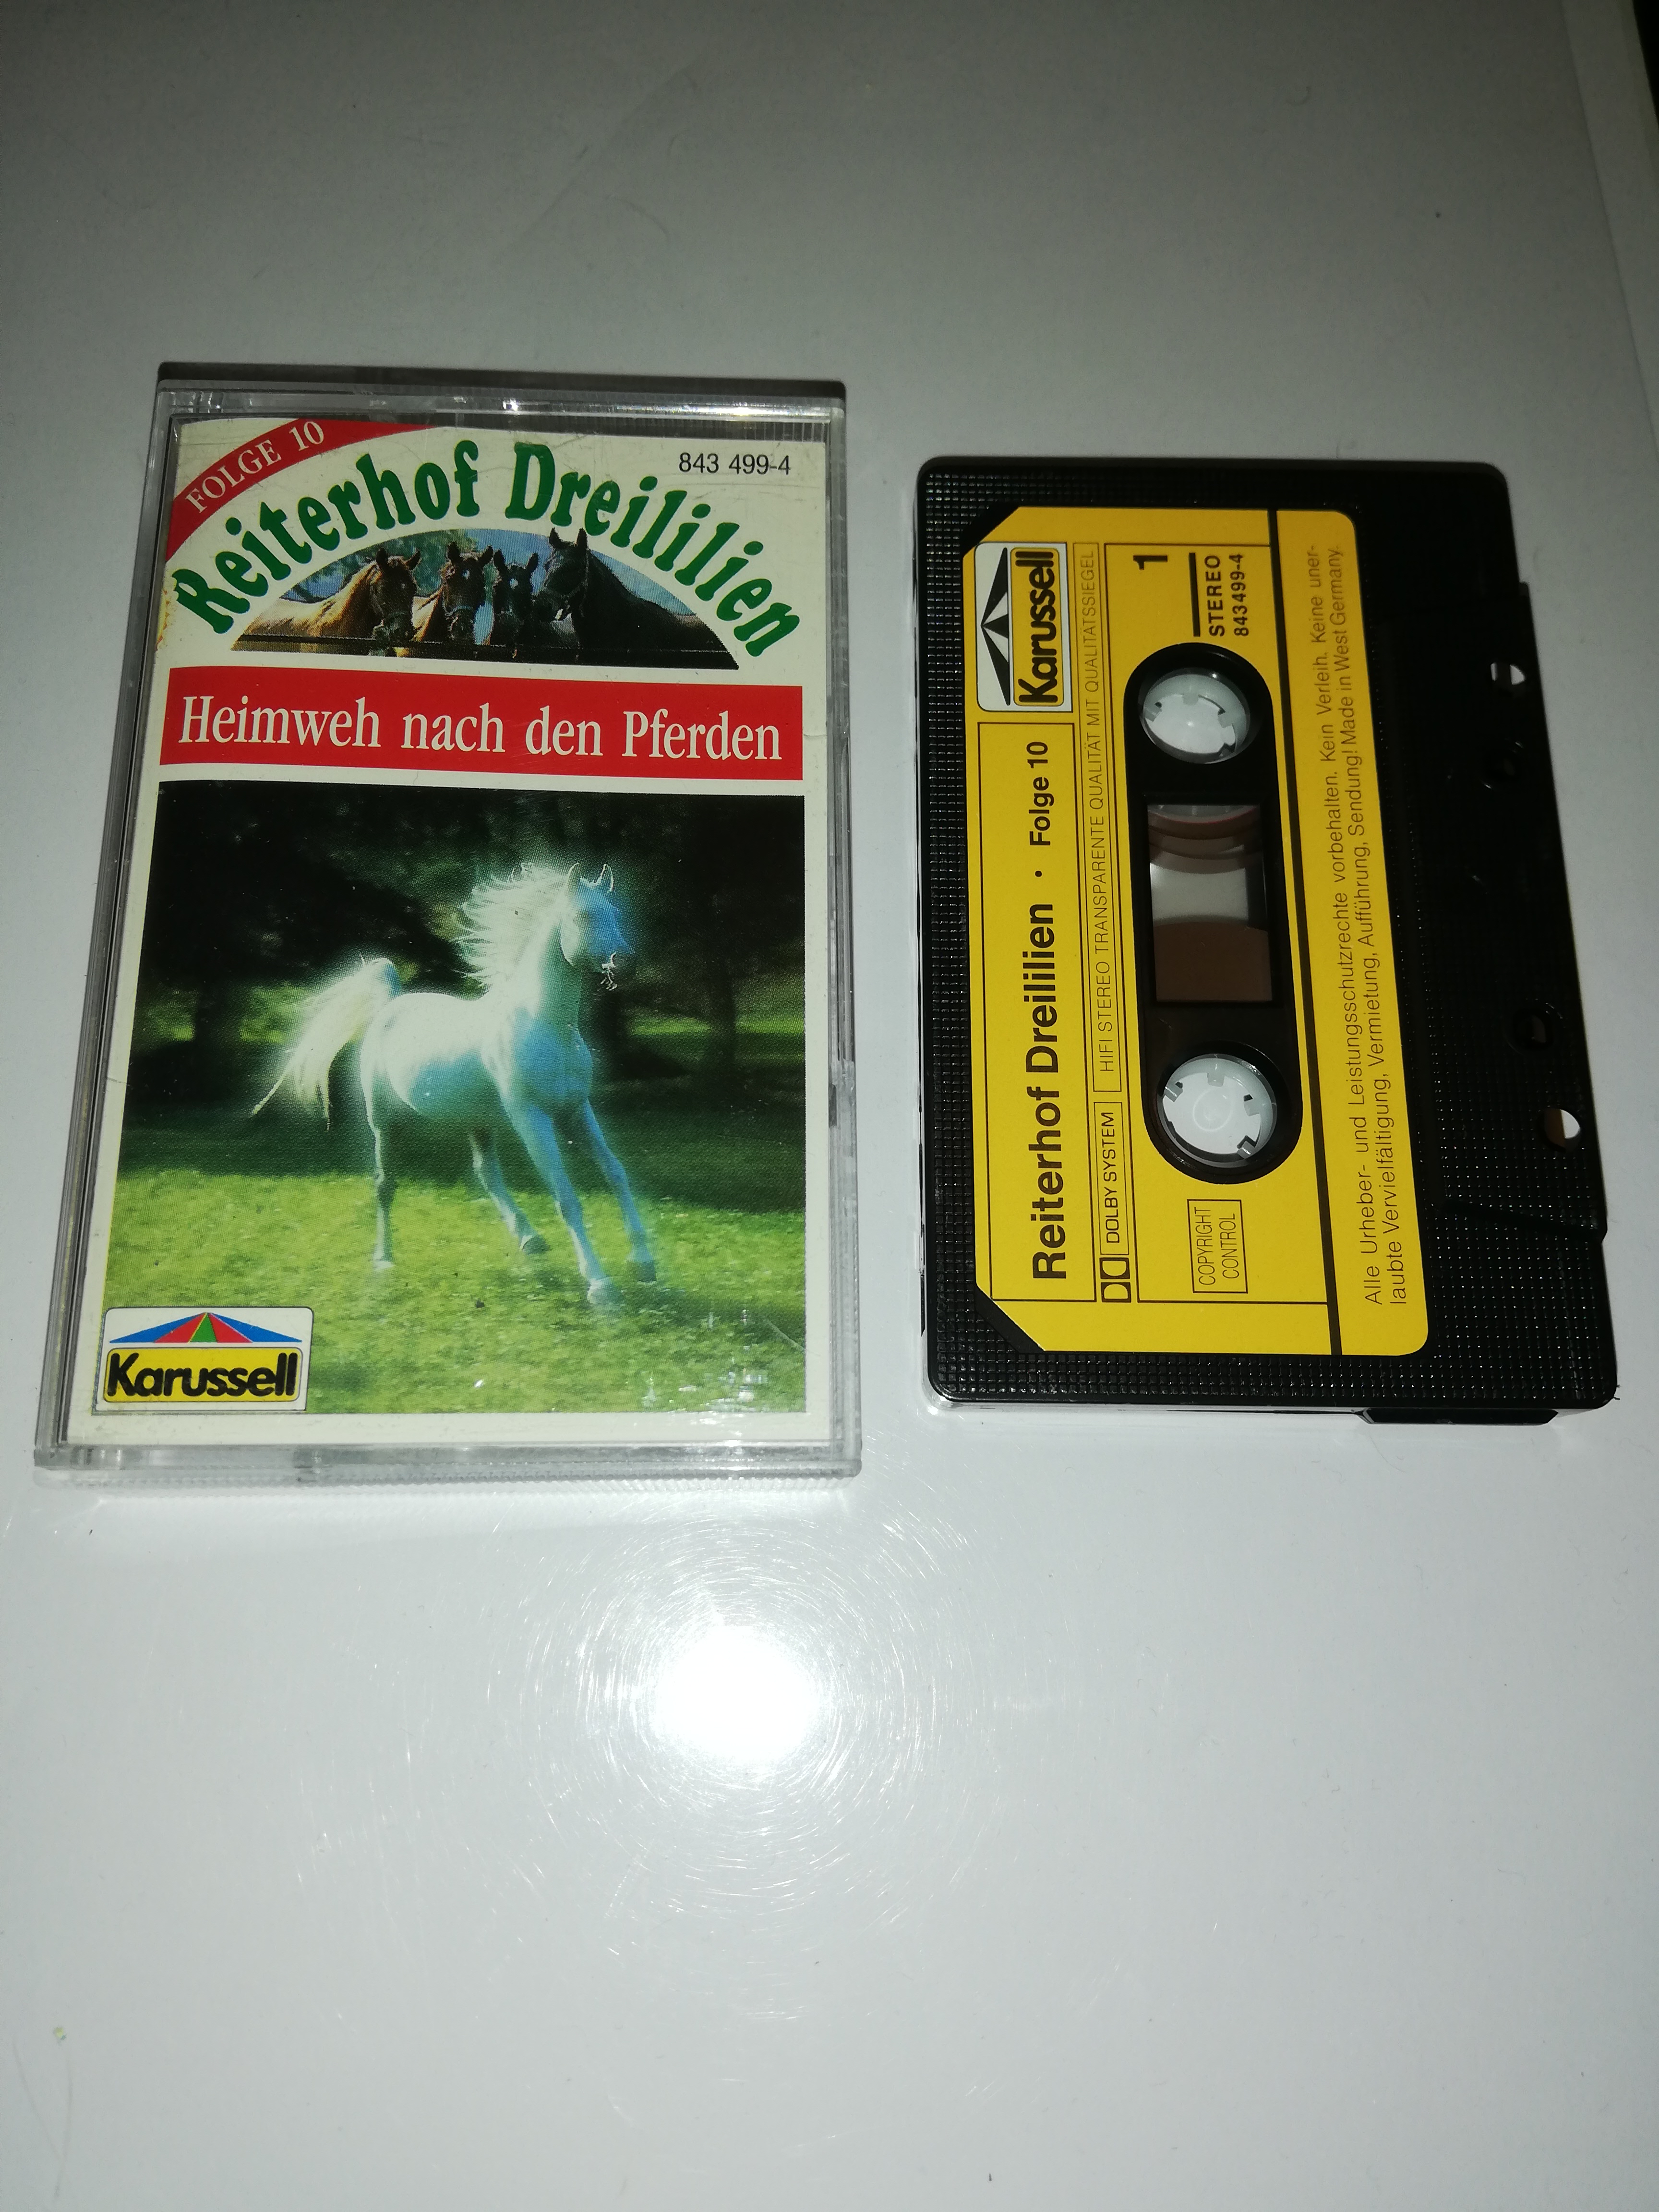 FOLGE 10
843 499-4
Reiterhof Dreililien
Heimweh nach den Pferden
Karussell
Karussell
Reiterhof Dreililien · Folge 10
DOLBY SYSTEM
HIFI STEREO TRANSPARENTE QUALITÄT MIT QUALITÄTSSIEGEL
1
STEREO
843499-4
COPYRIGHT
CONTROL
Alle Urheber- und Leistungsschutzrechte vorbehalten. Kein Verleih. Keine uner-
laubte Vervielfältigung, Vermietung, Aufführung, Sendung! Made in West Germany.